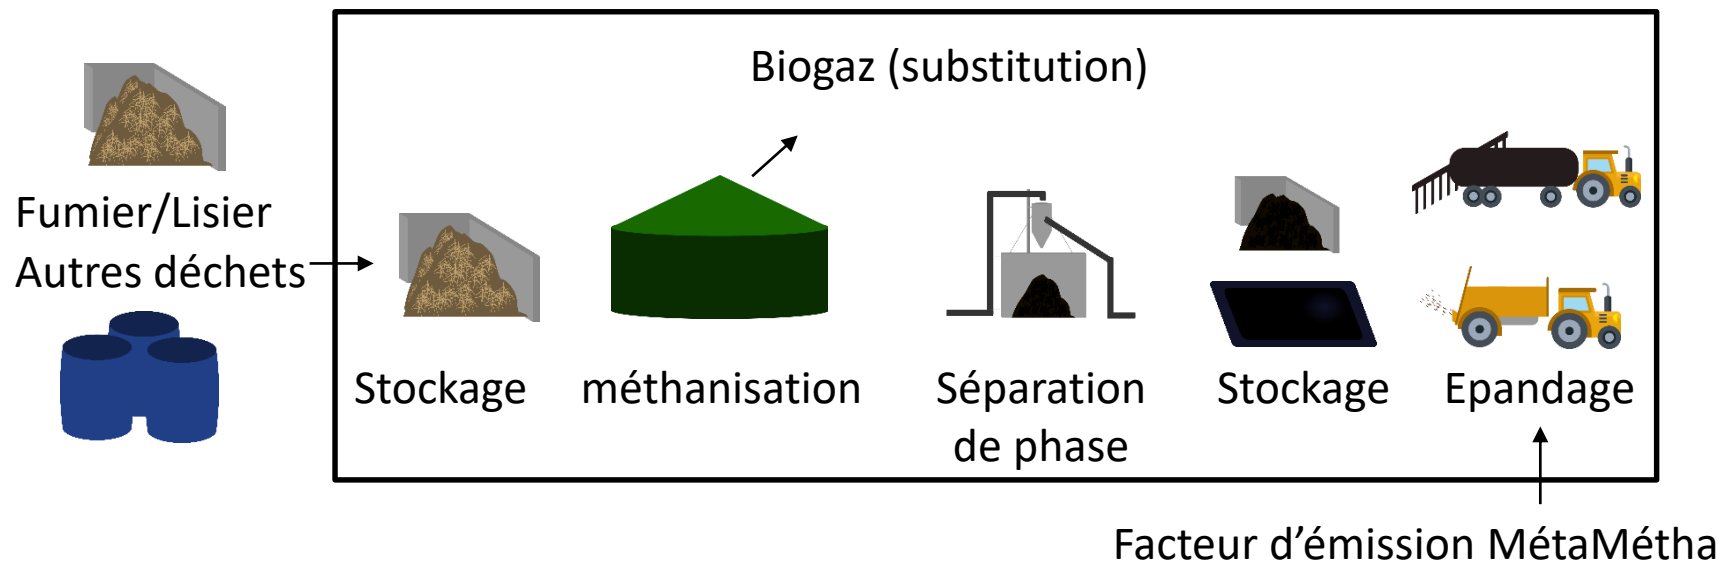 Biogaz (substitution)
Fumier/Lisier
Autres déchets
Stockage
méthanisation
Séparation
de phase
Stockage
Epandage
Facteur d'émission MétaMétha